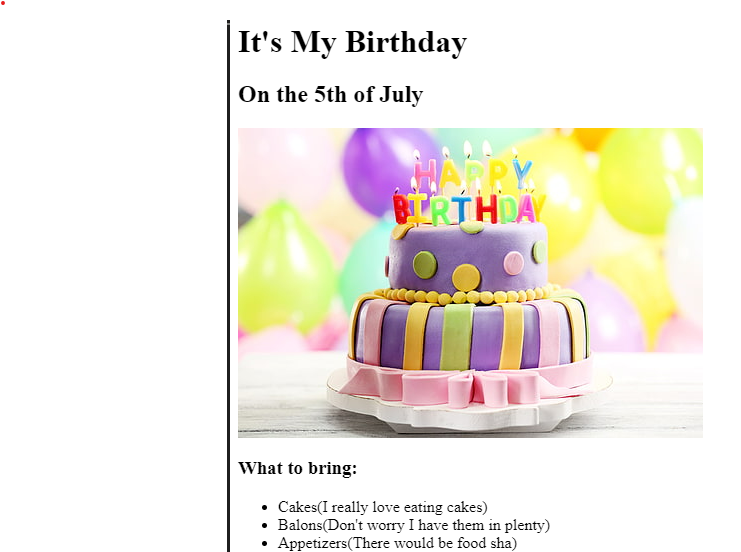 It's My Birthday
On the 5th of July
HAPPY
BIRTHDAY
What to bring:
Cakes(I really love eating cakes)
Balons(Don't worry I have them in plenty)
Appetizers(There would be food sha)